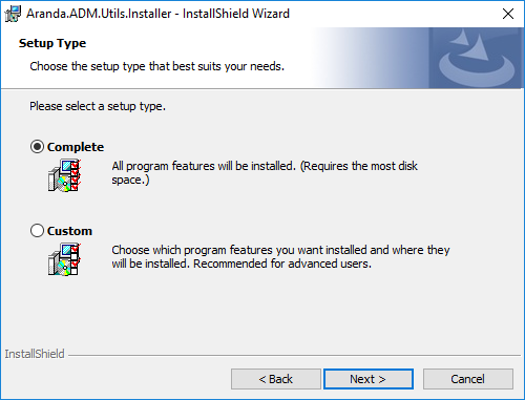 Aranda.ADM.Utils.Installer - InstallShield Wizard
Setup Type
Choose the setup type that best suits your needs.
Please select a setup type.
Complete
All program features will be installed. (Requires the most disk
space.)
Custom
Choose which program features you want installed and where they
will be installed. Recommended for advanced users.
InstallShield
< Back
Next >
Cancel